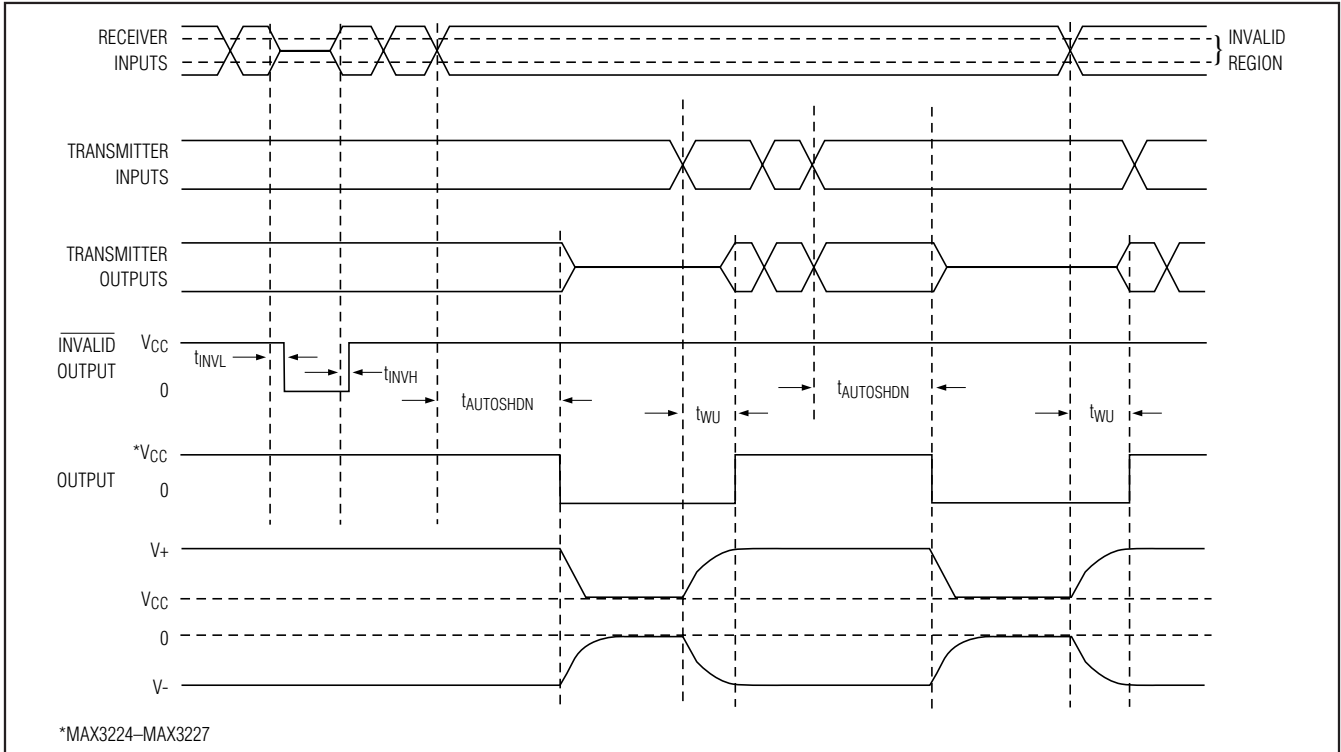 RECEIVER
INPUTS
} INVALID
REGION
TRANSMITTER
INPUTS
TRANSMITTER
OUTPUTS
INVALID
OUTPUT
VCC
0
tINVL
tINVH
tAUTOSHDN
tWU
tAUTOSHDN
tWU
OUTPUT
*VCC
0
V+
VCC
0
V-
*MAX3224–MAX3227